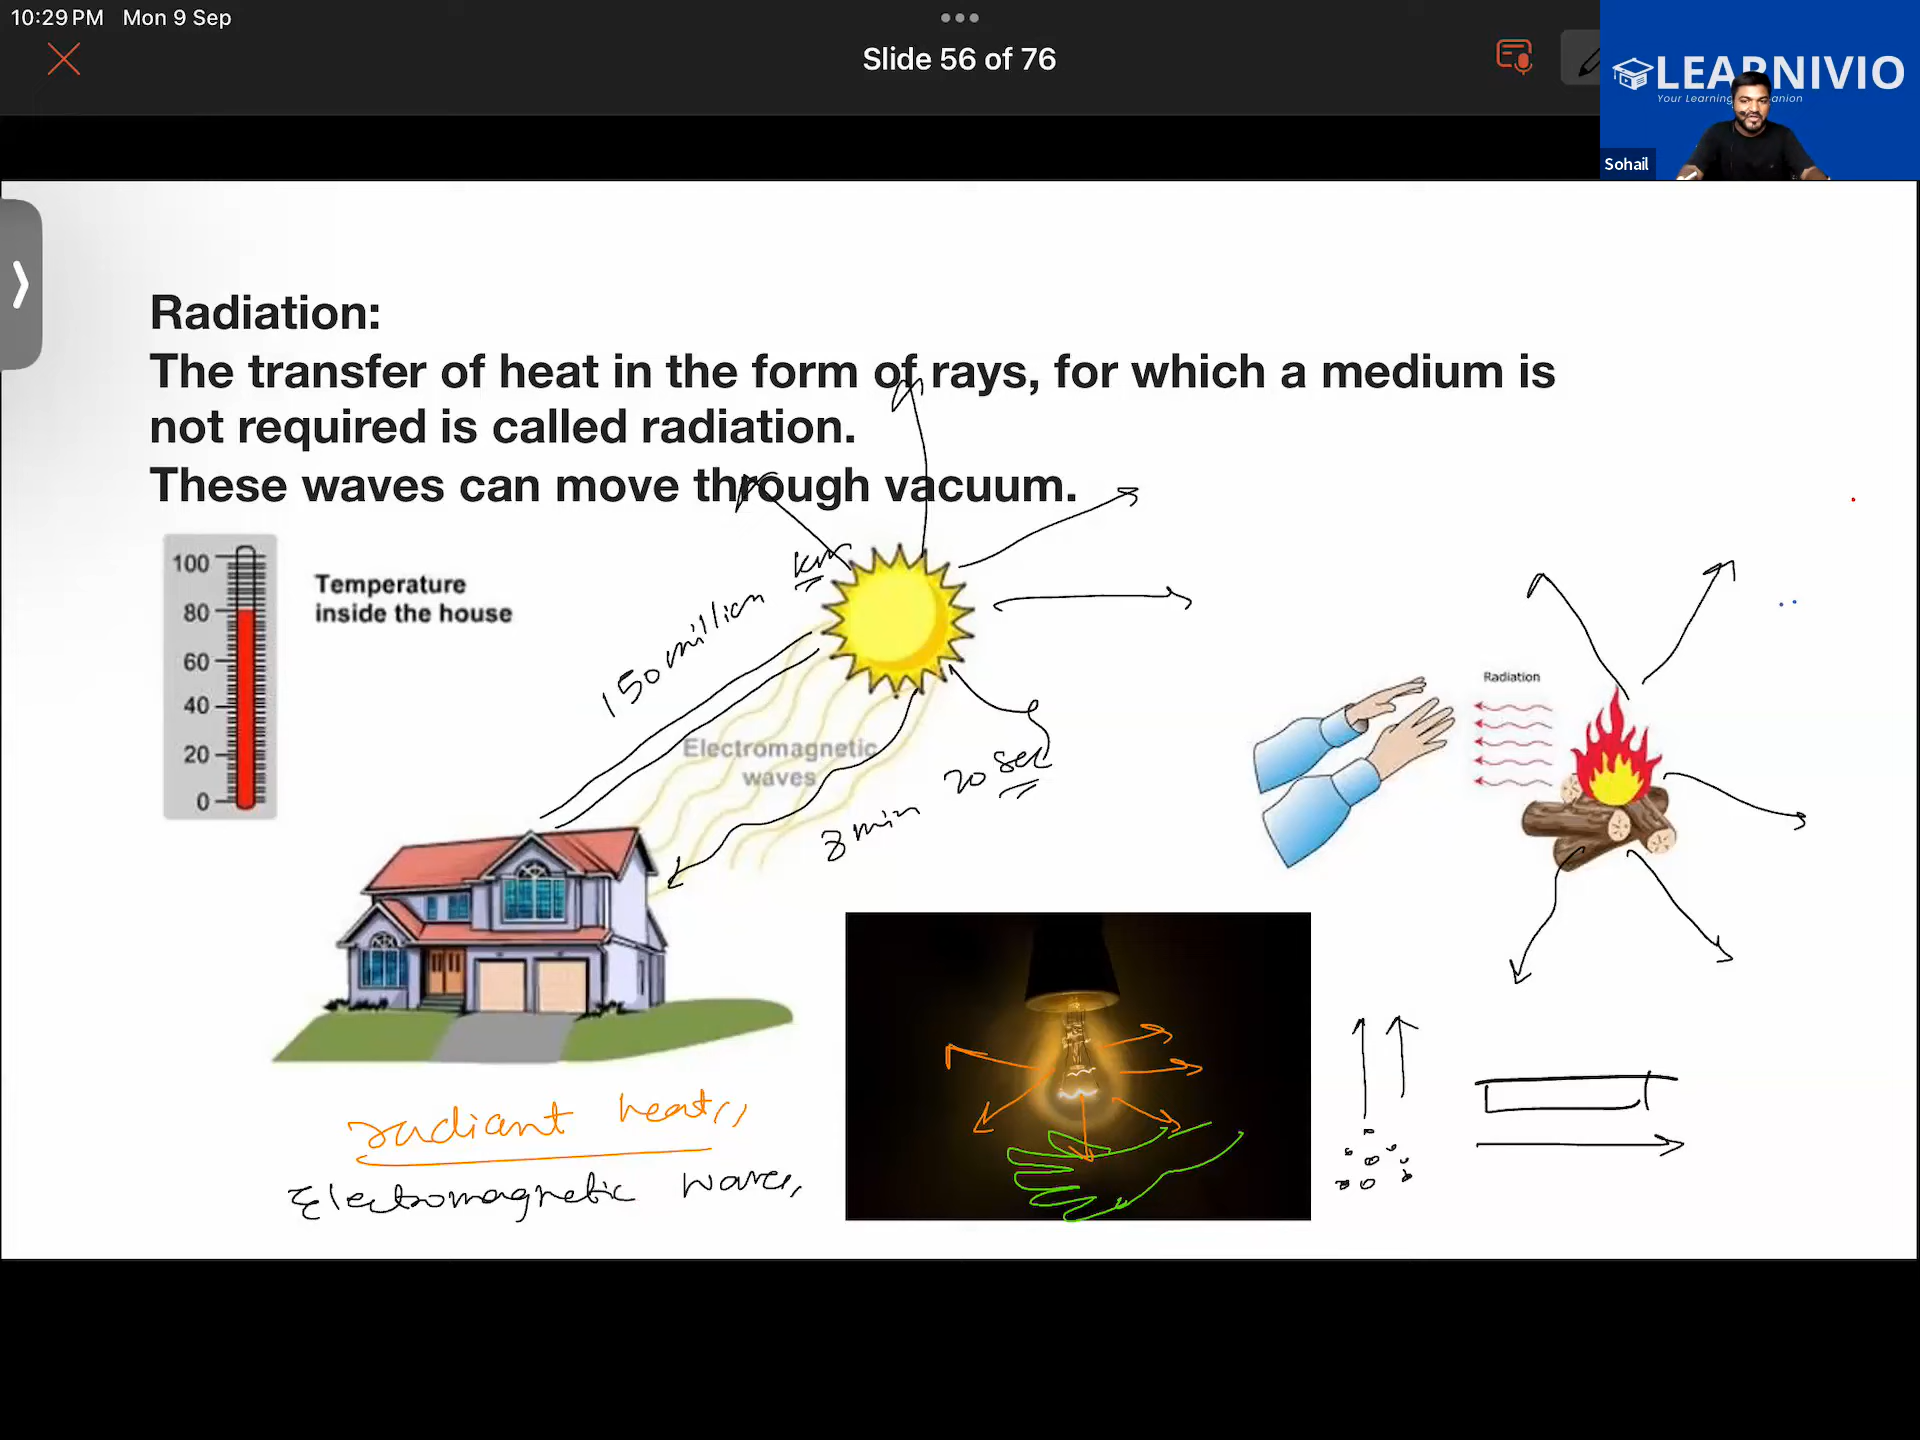 10:29 PM Mon 9 Sep
Slide 56 of 76
LEARNIVIO
Your Learning
Sohail
Radiation:
The transfer of heat in the form of rays, for which a medium is
not required is called radiation.
These waves can move through vacuum.
100
80
60
40
20
0
Temperature
inside the house
150 million km
Electromagnetic
waves
8 min 20 sec
Radiation
radiant heat
Electromagnetic waves